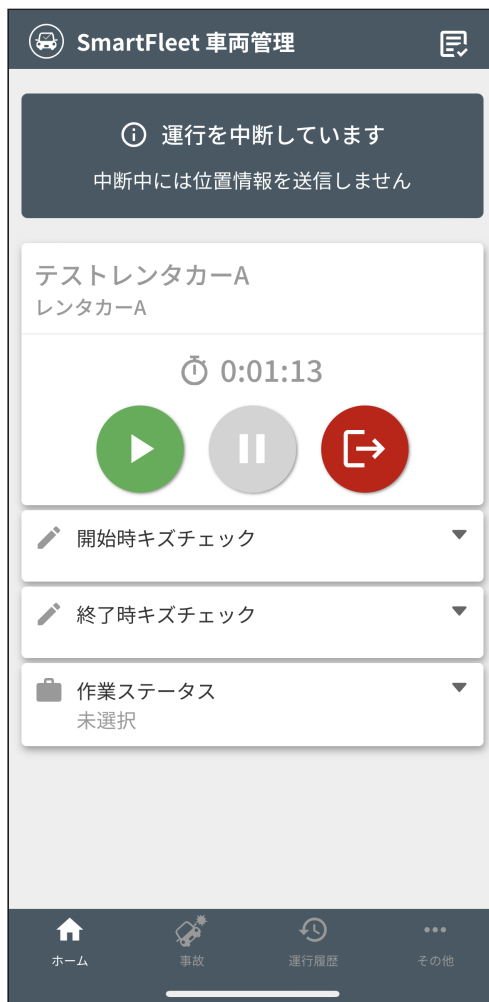 SmartFleet 車両管理
運行を中断しています
中断中には位置情報を送信しません
テストレンタカーA
レンタカーA
0:01:13
開始時キズチェック
終了時キズチェック
作業ステータス
未選択
ホーム 事故 運行履歴 その他